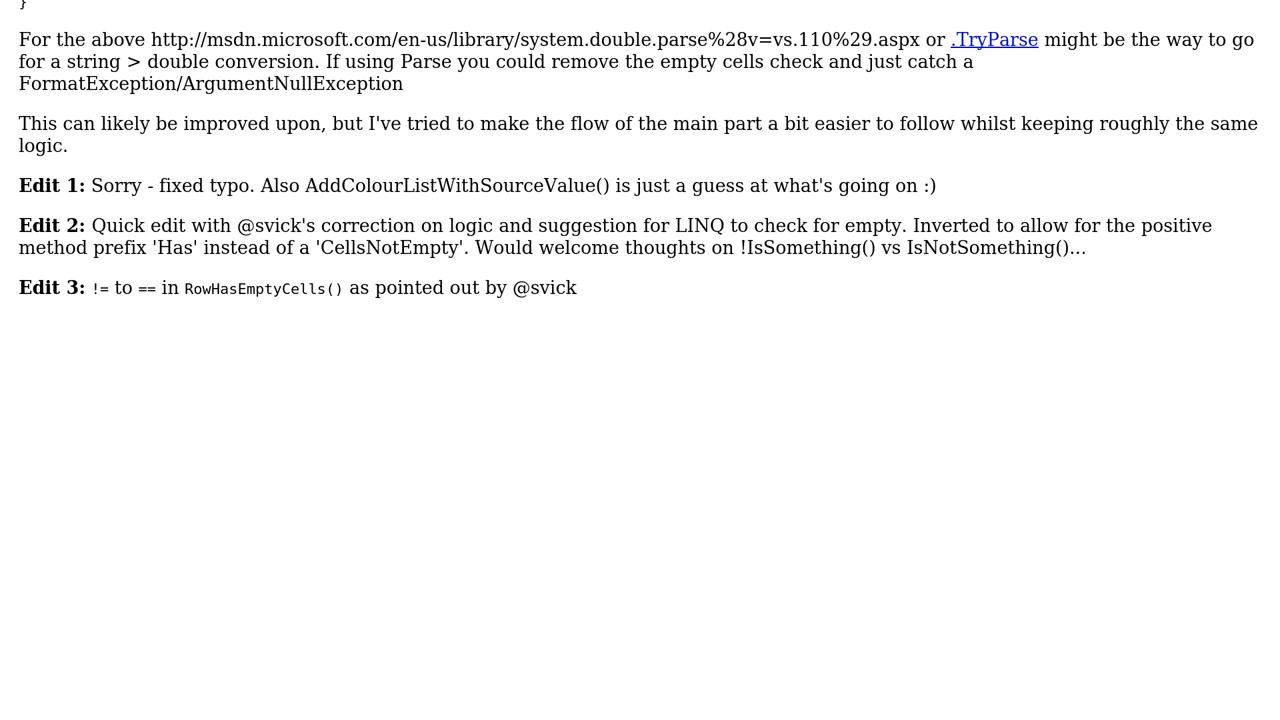 }
For the above http://msdn.microsoft.com/en-us/library/system.double.parse%28v=vs.110%29.aspx or .TryParse might be the way to go
for a string > double conversion. If using Parse you could remove the empty cells check and just catch a
FormatException/ArgumentNullException
This can likely be improved upon, but I've tried to make the flow of the main part a bit easier to follow whilst keeping roughly the same
logic.
Edit 1: Sorry - fixed typo. Also AddColourListWithSourceValue() is just a guess at what's going on :)
Edit 2: Quick edit with @svick's correction on logic and suggestion for LINQ to check for empty. Inverted to allow for the positive
method prefix 'Has' instead of a 'CellsNotEmpty'. Would welcome thoughts on !IsSomething() vs IsNotSomething()...
Edit 3: != to == in RowHasEmptyCells() as pointed out by @svick